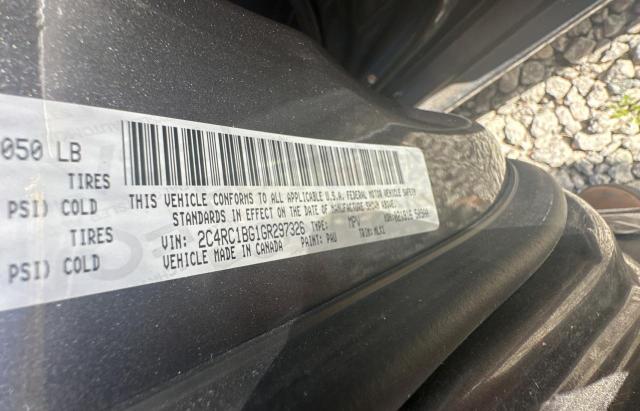 050 LB
TIRES
PSI) COLD
TIRES
PSI) COLD
THIS VEHICLE CONFORMS TO ALL APPLICABLE U.S.A. FEDERAL MOTOR VEHICLE SAFETY
STANDARDS IN EFFECT ON THE DATE OF MANUFACTURE SHOWN ABOVE.
VIN: 2C4RC1BG1GR297326 TYPE: MPV
VEHICLE MADE IN CANADA PAINT: PAU TRIM: MLX1